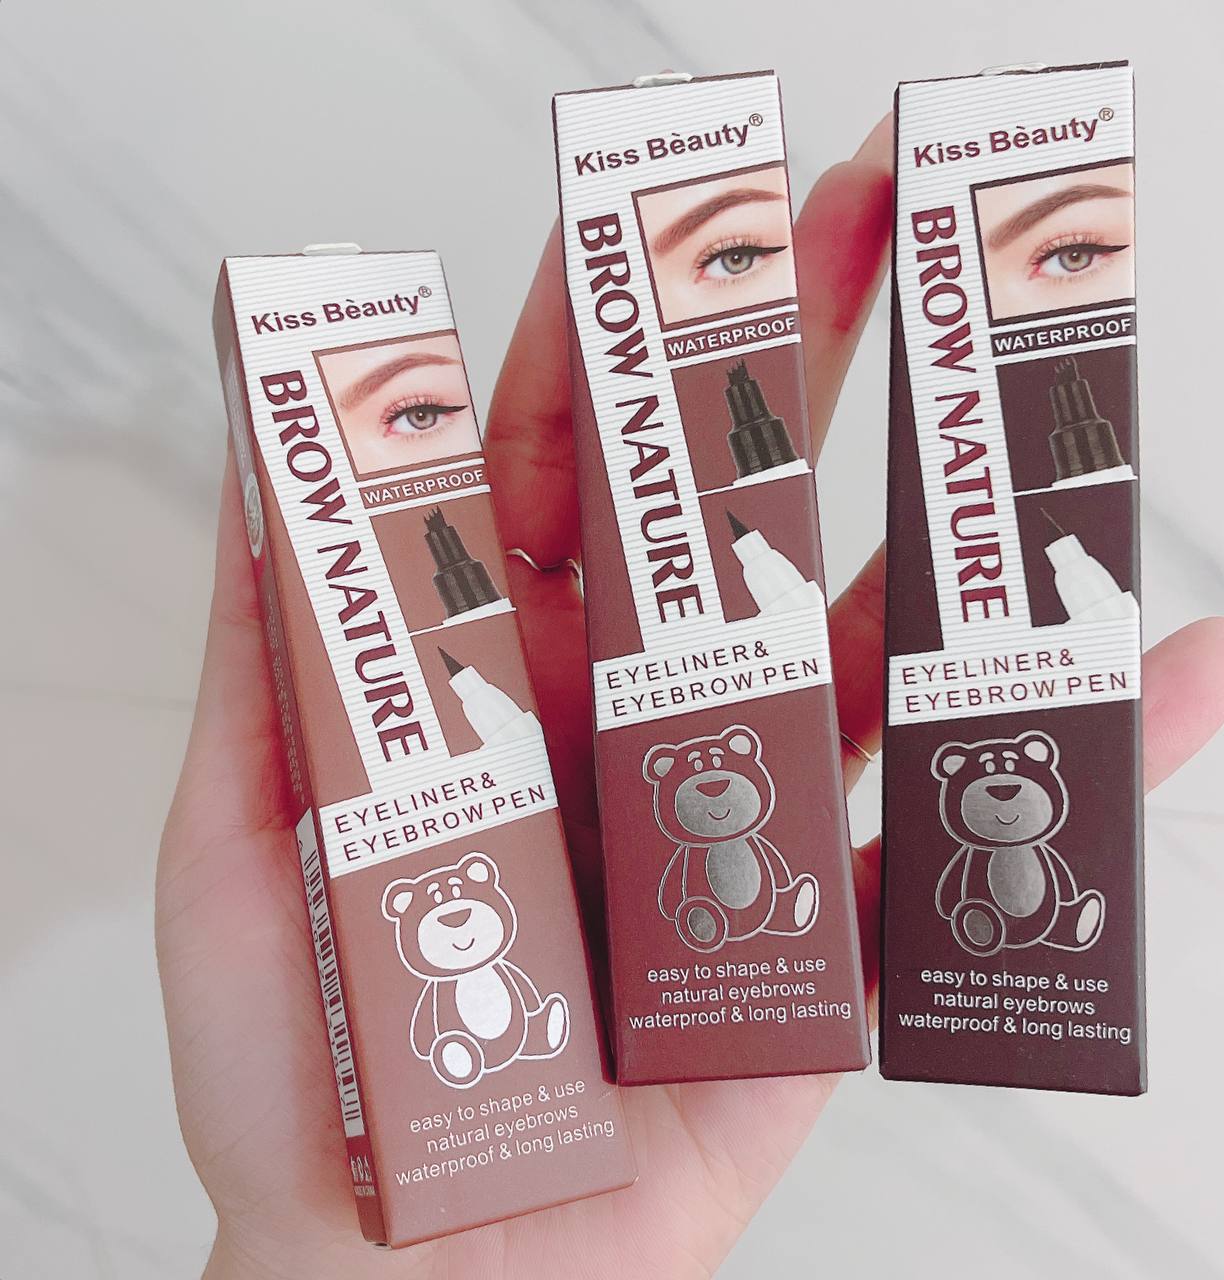 Kiss Bèauty®
BROW NATURE
WATERPROOF
EYELINER&
EYEBROW PEN
easy to shape & use
natural eyebrows
waterproof & long lasting
Kiss Bèauty®
BROW NATURE
WATERPROOF
EYELINER&
EYEBROW PEN
easy to shape & use
natural eyebrows
waterproof & long lasting
Kiss Bèauty®
BROW NATURE
WATERPROOF
EYELINER&
EYEBROW PEN
easy to shape & use
natural eyebrows
waterproof & long lasting